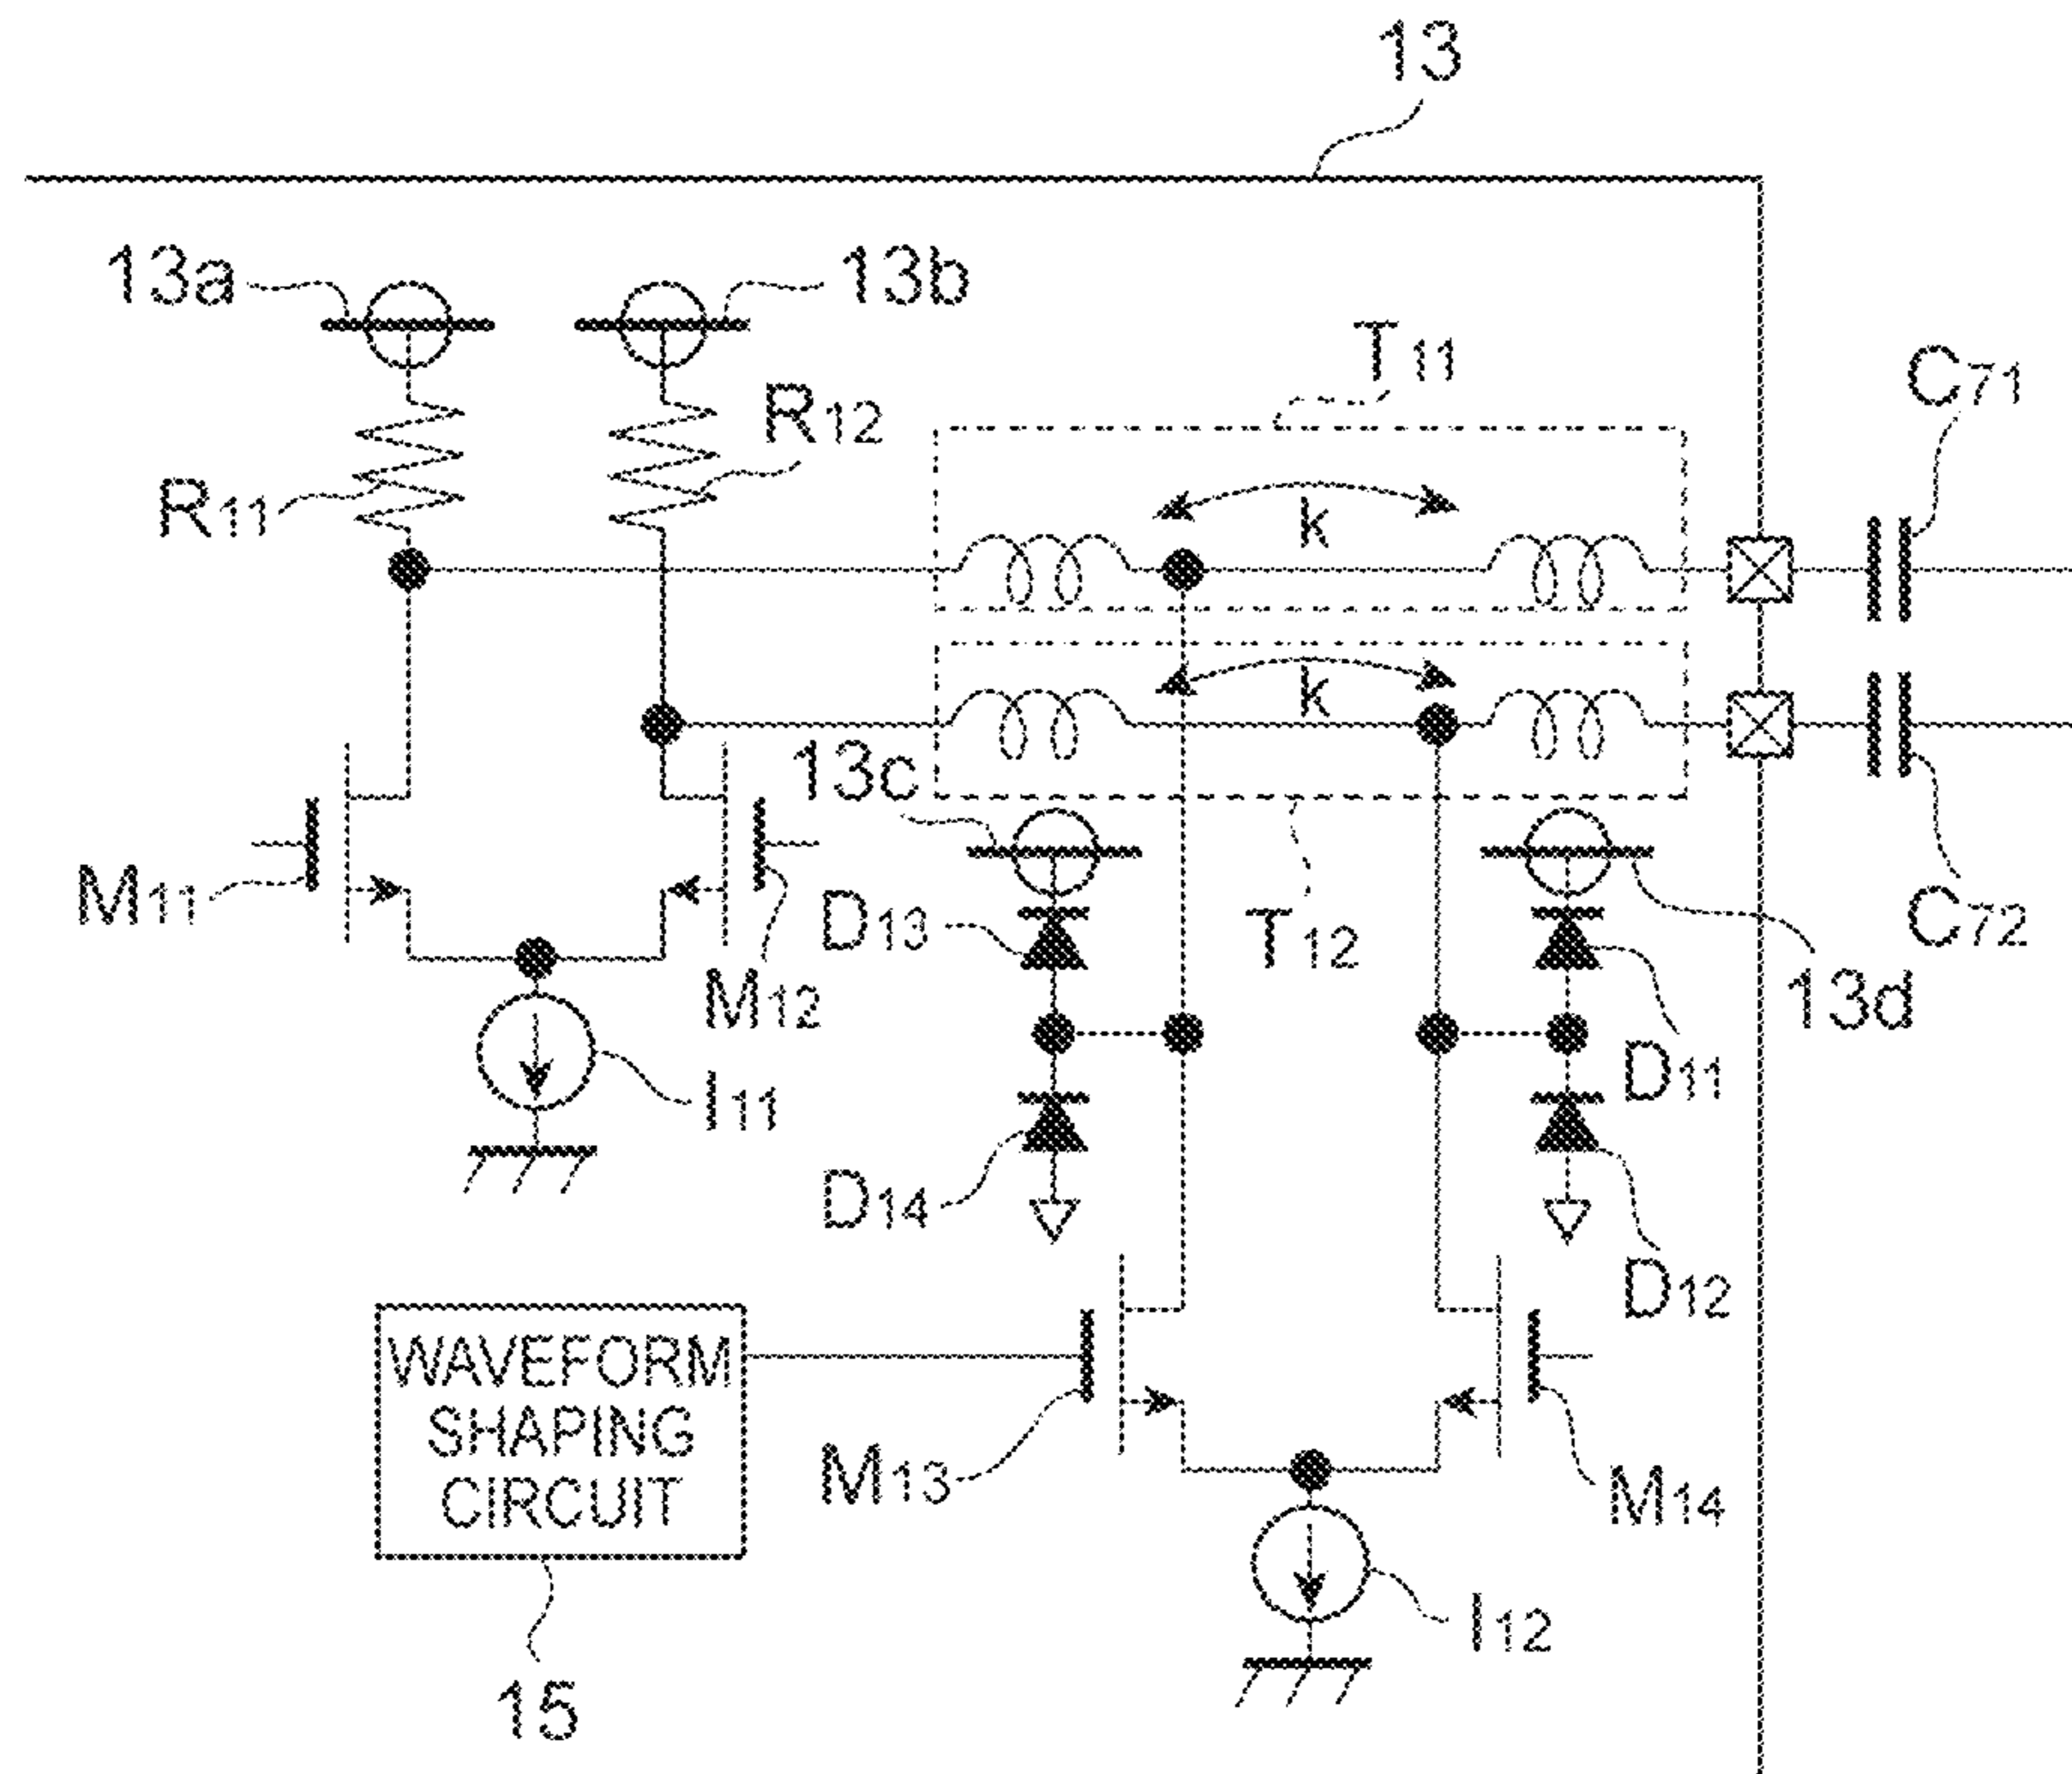 13
13a
13b
T11
C71
R12
R11
k
k
13c
M11
D13
T12
C72
M12
13d
I11
D11
D14
D12
WAVEFORM
SHAPING
CIRCUIT
M13
M14
I12
15